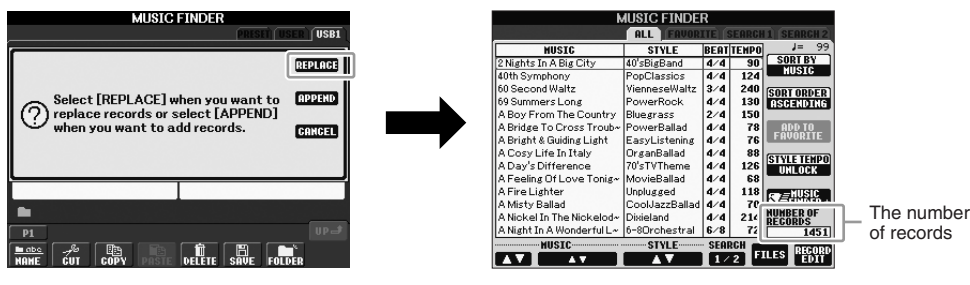 MUSIC FINDER
PRESET USER USB1
REPLACE
Select [REPLACE] when you want to
replace records or select [APPEND]
when you want to add records.
APPEND
CANCEL
P1
UP
NAME CUT COPY PASTE DELETE SAVE FOLDER
MUSIC FINDER
ALL FAVORITE SEARCH 1 SEARCH 2
MUSIC STYLE BEAT TEMPO
♩= 99
2 Nights In A Big City 40'sBigBand 4/4 90
40th Symphony PopClassics 4/4 124
60 Second Waltz VienneseWaltz 3/4 240
69 Summers Long PowerRock 4/4 130
A Boy From The Country Bluegrass 2/4 150
A Bridge To Cross Troub~ PowerBallad 4/4 78
A Bright & Guiding Light EasyListening 4/4 76
A Cosy Life In Italy OrganBallad 4/4 88
A Day's Difference 70'sTVTheme 4/4 126
A Feeling Of Love Tonig~ MovieBallad 4/4 68
A Fire Lighter Unplugged 4/4 118
A Misty Ballad CoolJazzBallad 4/4 70
A Nickel In The Nickelod~ Dixieland 4/4 214
A Night In A Wonderful L~ 6-8Orchestral 6/8 72
SORT BY
MUSIC
SORT ORDER
ASCENDING
ADD TO
FAVORITE
STYLE TEMPO
UNLOCK
MUSIC
FINDER
NUMBER OF
RECORDS
1451
MUSIC STYLE SEARCH
1/2
FILES
RECORD
EDIT
The number
of records